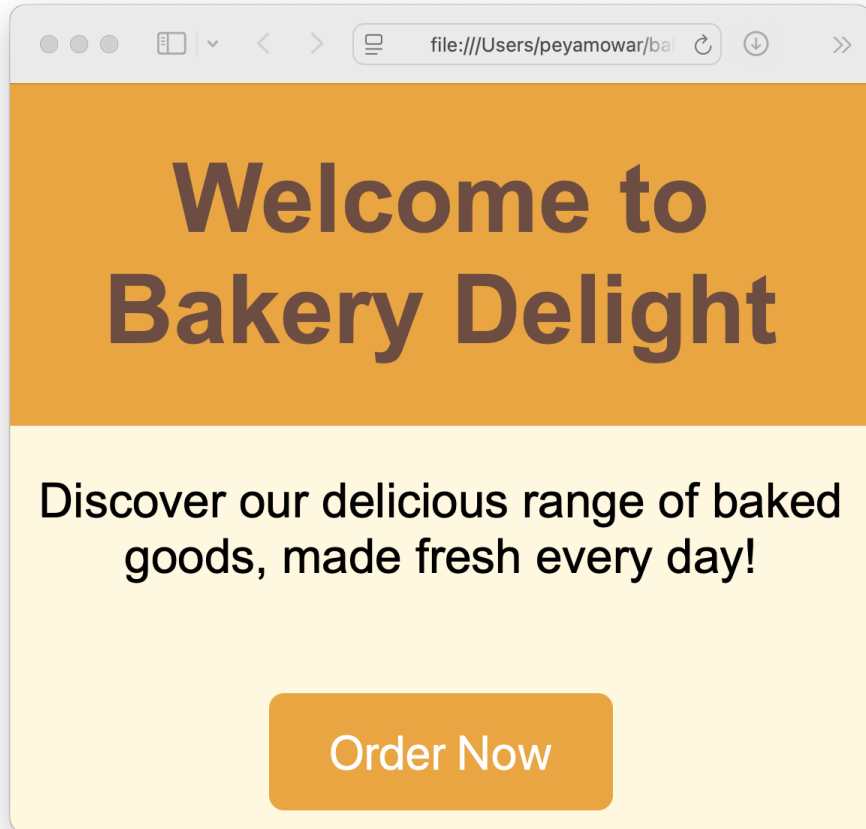 file:///Users/peyamowar/ba
Welcome to
Bakery Delight
Discover our delicious range of baked
goods, made fresh every day!
Order Now